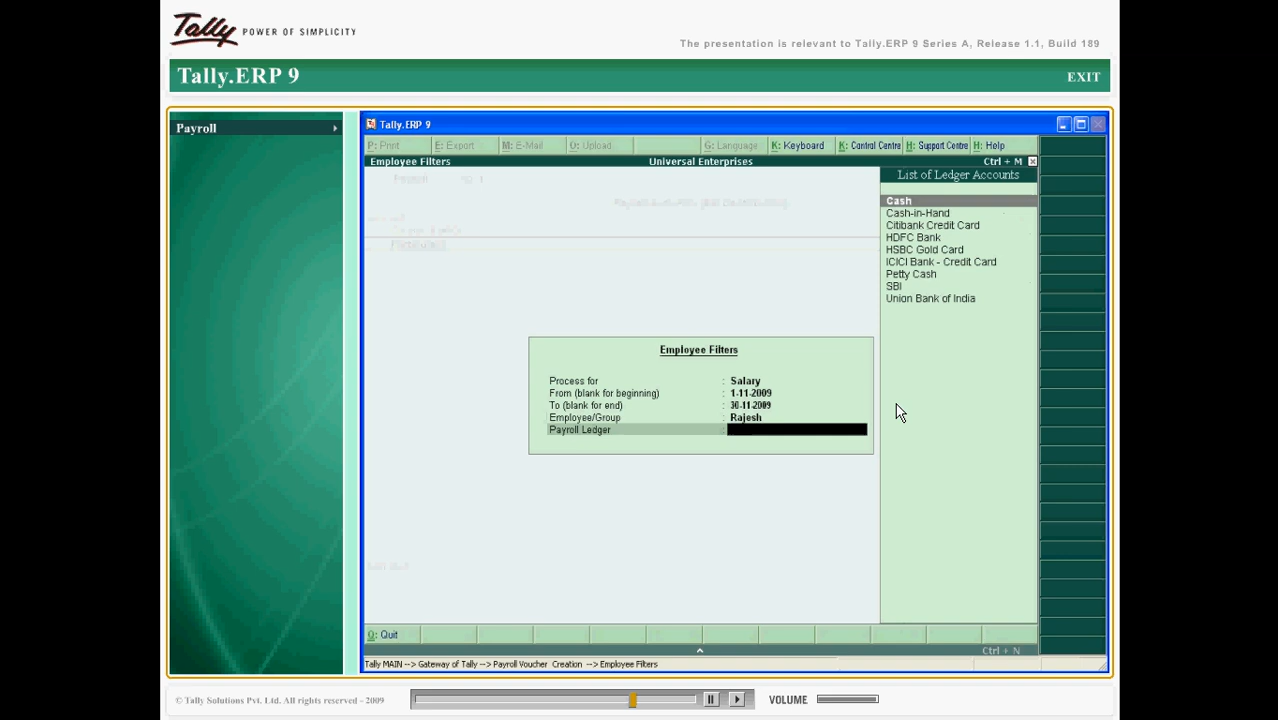 Tally POWER OF SIMPLICITY
The presentation is relevant to Tally.ERP 9 Series A, Release 1.1, Build 189
Tally.ERP 9
EXIT
Payroll
Tally.ERP 9
P: Print E: Export M: E-Mail O: Upload G: Language K: Keyboard K: Control Centre H: Support Centre H: Help
Employee Filters Universal Enterprises Ctrl + M
List of Ledger Accounts
Cash
Cash-in-Hand
Citibank Credit Card
HDFC Bank
HSBC Gold Card
ICICI Bank - Credit Card
Petty Cash
SBI
Union Bank of India
Employee Filters
Process for : Salary
From (blank for beginning) : 1-11-2009
To (blank for end) : 30-11-2009
Employee/Group : Rajesh
Payroll Ledger :
Q: Quit
Ctrl + N
Tally MAIN --> Gateway of Tally --> Payroll Voucher Creation --> Employee Filters
© Tally Solutions Pvt. Ltd. All rights reserved - 2009
VOLUME